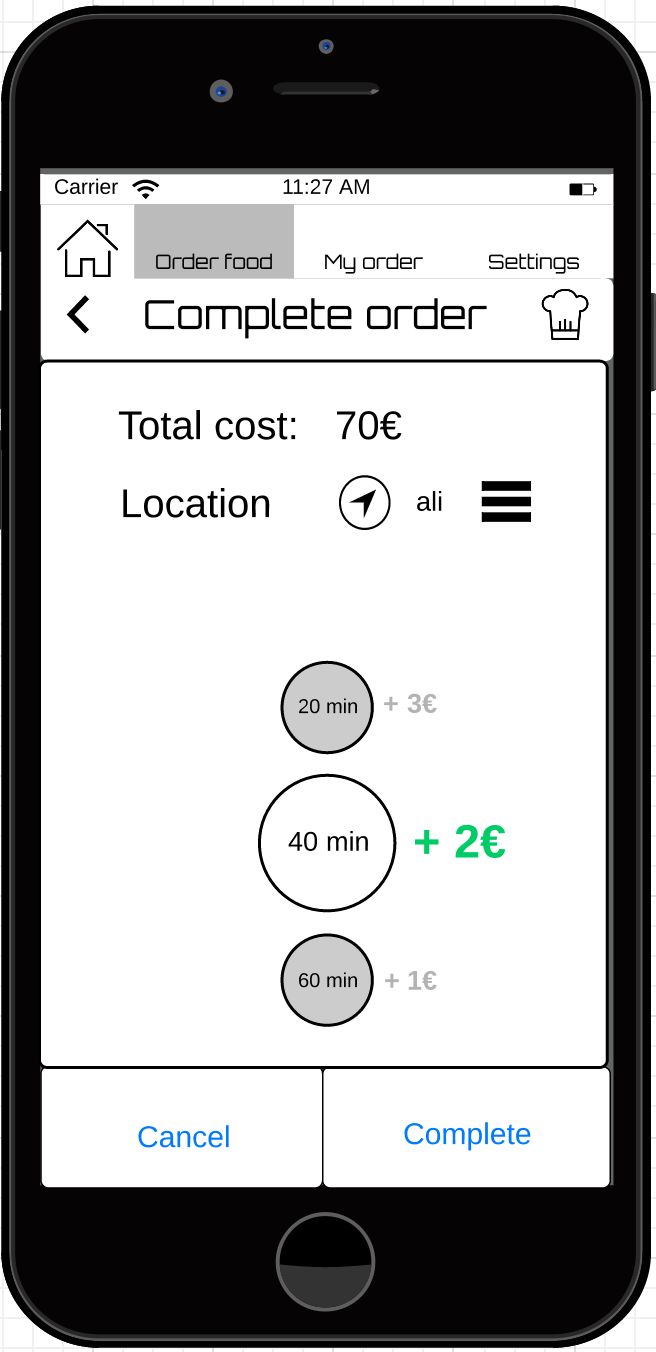 Carrier 11:27 AM
Order food My order Settings
Complete order
Total cost: 70€
Location ali
20 min + 3€
40 min + 2€
60 min + 1€
Cancel Complete